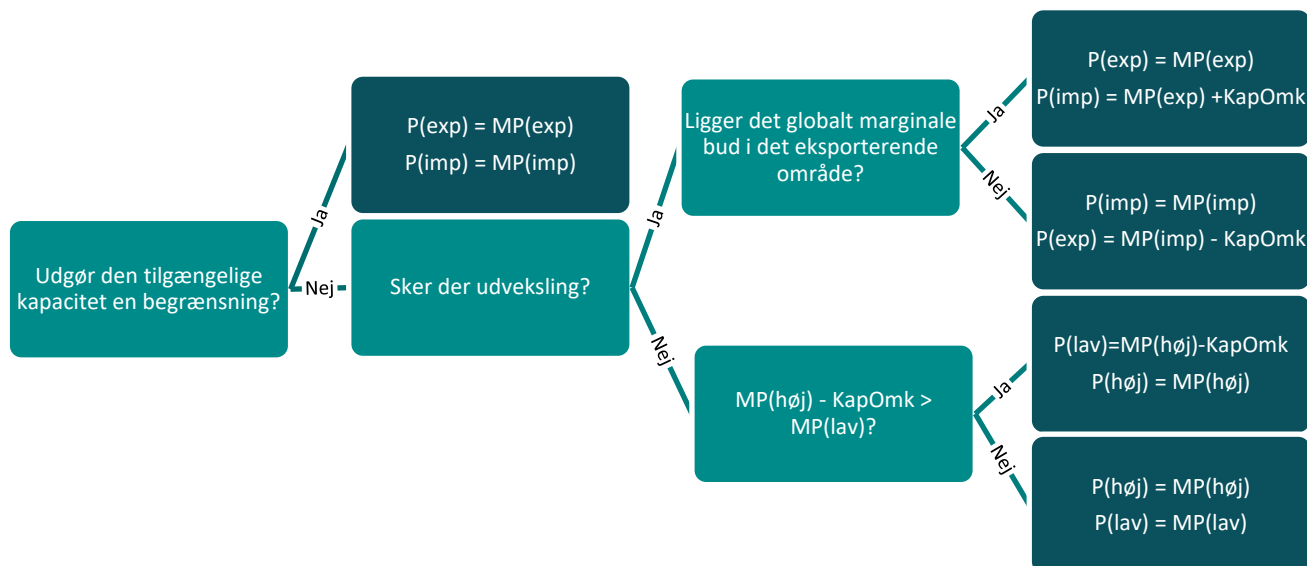 Udgør den tilgængelige
kapacitet en begrænsning?
Ja
Nej
P(exp) = MP(exp)
P(imp) = MP(imp)
Sker der udveksling?
Ja
Nej
Ligger det globalt marginale
bud i det eksporterende
område?
Ja
Nej
P(exp) = MP(exp)
P(imp) = MP(exp) +KapOmk
P(imp) = MP(imp)
P(exp) = MP(imp) - KapOmk
MP(høj) - KapOmk >
MP(lav)?
Ja
Nej
P(lav)=MP(høj)-KapOmk
P(høj) = MP(høj)
P(høj) = MP(høj)
P(lav) = MP(lav)